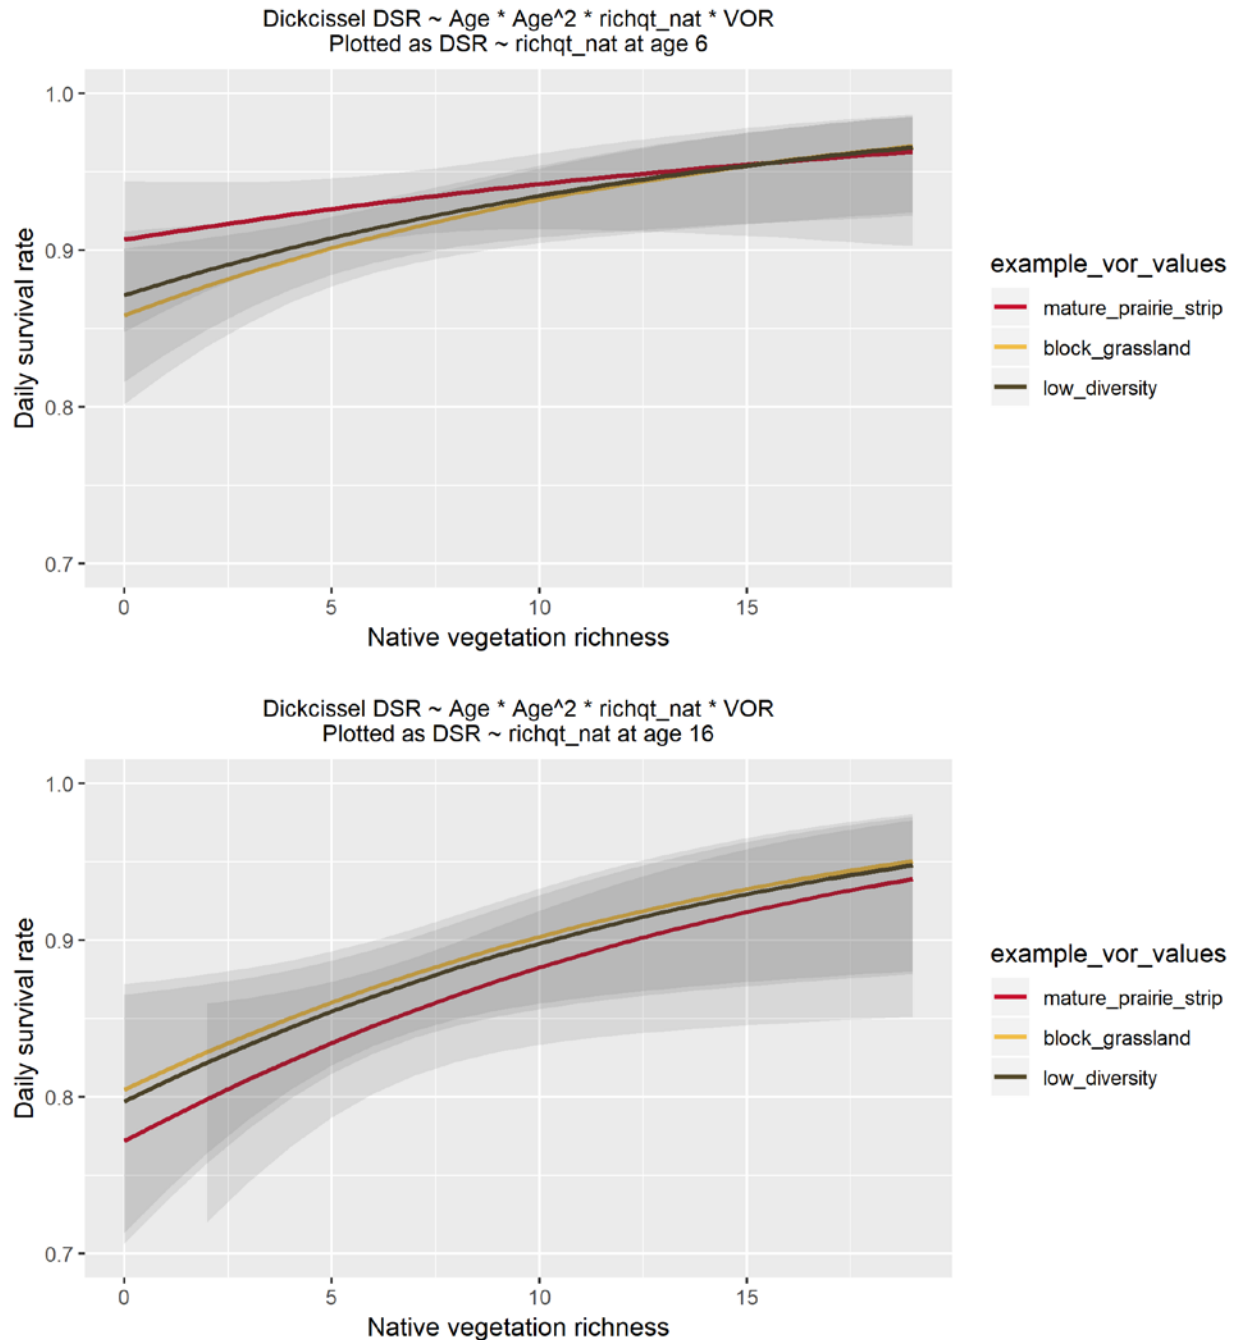 Dickcissel DSR ~ Age * Age^2 * richqt_nat * VOR
Plotted as DSR ~ richqt_nat at age 6
1.0
0.9
0.8
0.7
Daily survival rate
0
5
10
15
Native vegetation richness
example_vor_values
mature_prairie_strip
block_grassland
low_diversity
Dickcissel DSR ~ Age * Age^2 * richqt_nat * VOR
Plotted as DSR ~ richqt_nat at age 16
1.0
0.9
0.8
0.7
Daily survival rate
0
5
10
15
Native vegetation richness
example_vor_values
mature_prairie_strip
block_grassland
low_diversity